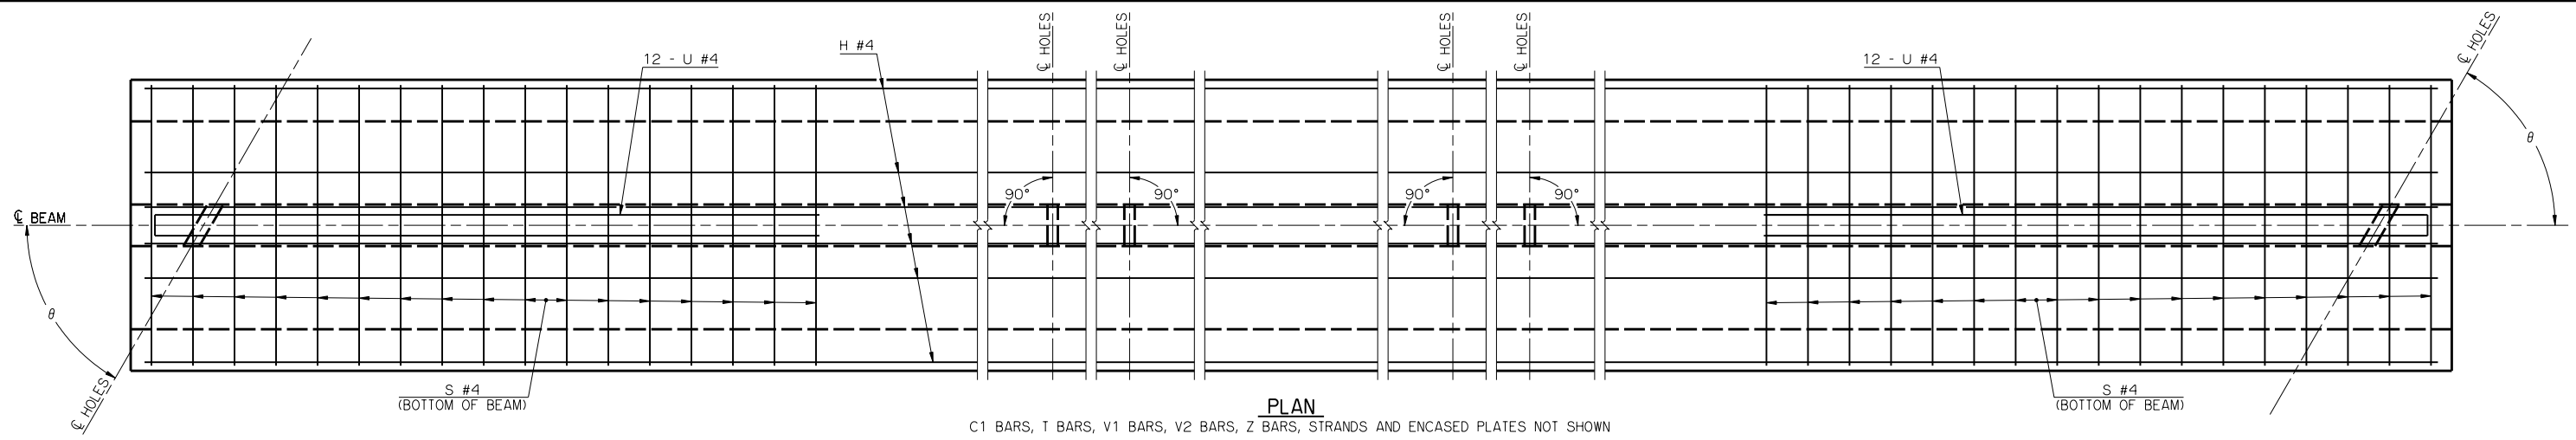 ℄ HOLES
℄ HOLES
℄ HOLES
℄ HOLES
℄ HOLES
H #4
12 - U #4
12 - U #4
θ
90°
90°
90°
90°
℄ BEAM
θ
S #4
(BOTTOM OF BEAM)
S #4
(BOTTOM OF BEAM)
℄ HOLES
PLAN
C1 BARS, T BARS, V1 BARS, V2 BARS, Z BARS, STRANDS AND ENCASED PLATES NOT SHOWN